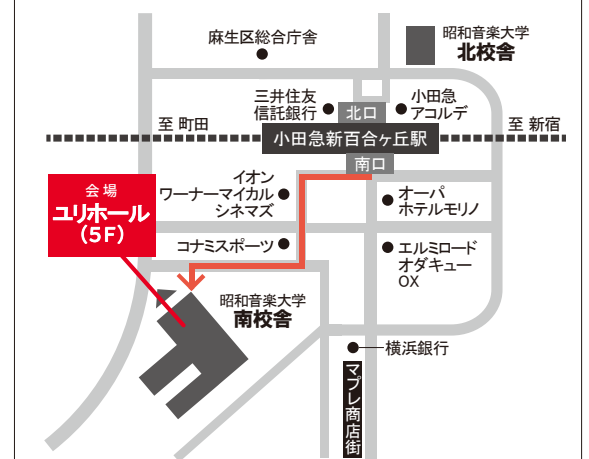 麻生区総合庁舎
昭和音楽大学
北校舎
三井住友
信託銀行
小田急
アコルデ
北口
至 町田
小田急新百合ヶ丘駅
至 新宿
南口
イオン
ワーナーマイカル
シネマズ
オーパ
ホテルモリノ
会場
ユリホール
（5F）
コナミスポーツ
エルミロード
オダキュー
OX
昭和音楽大学
南校舎
横浜銀行
マプレ商店街